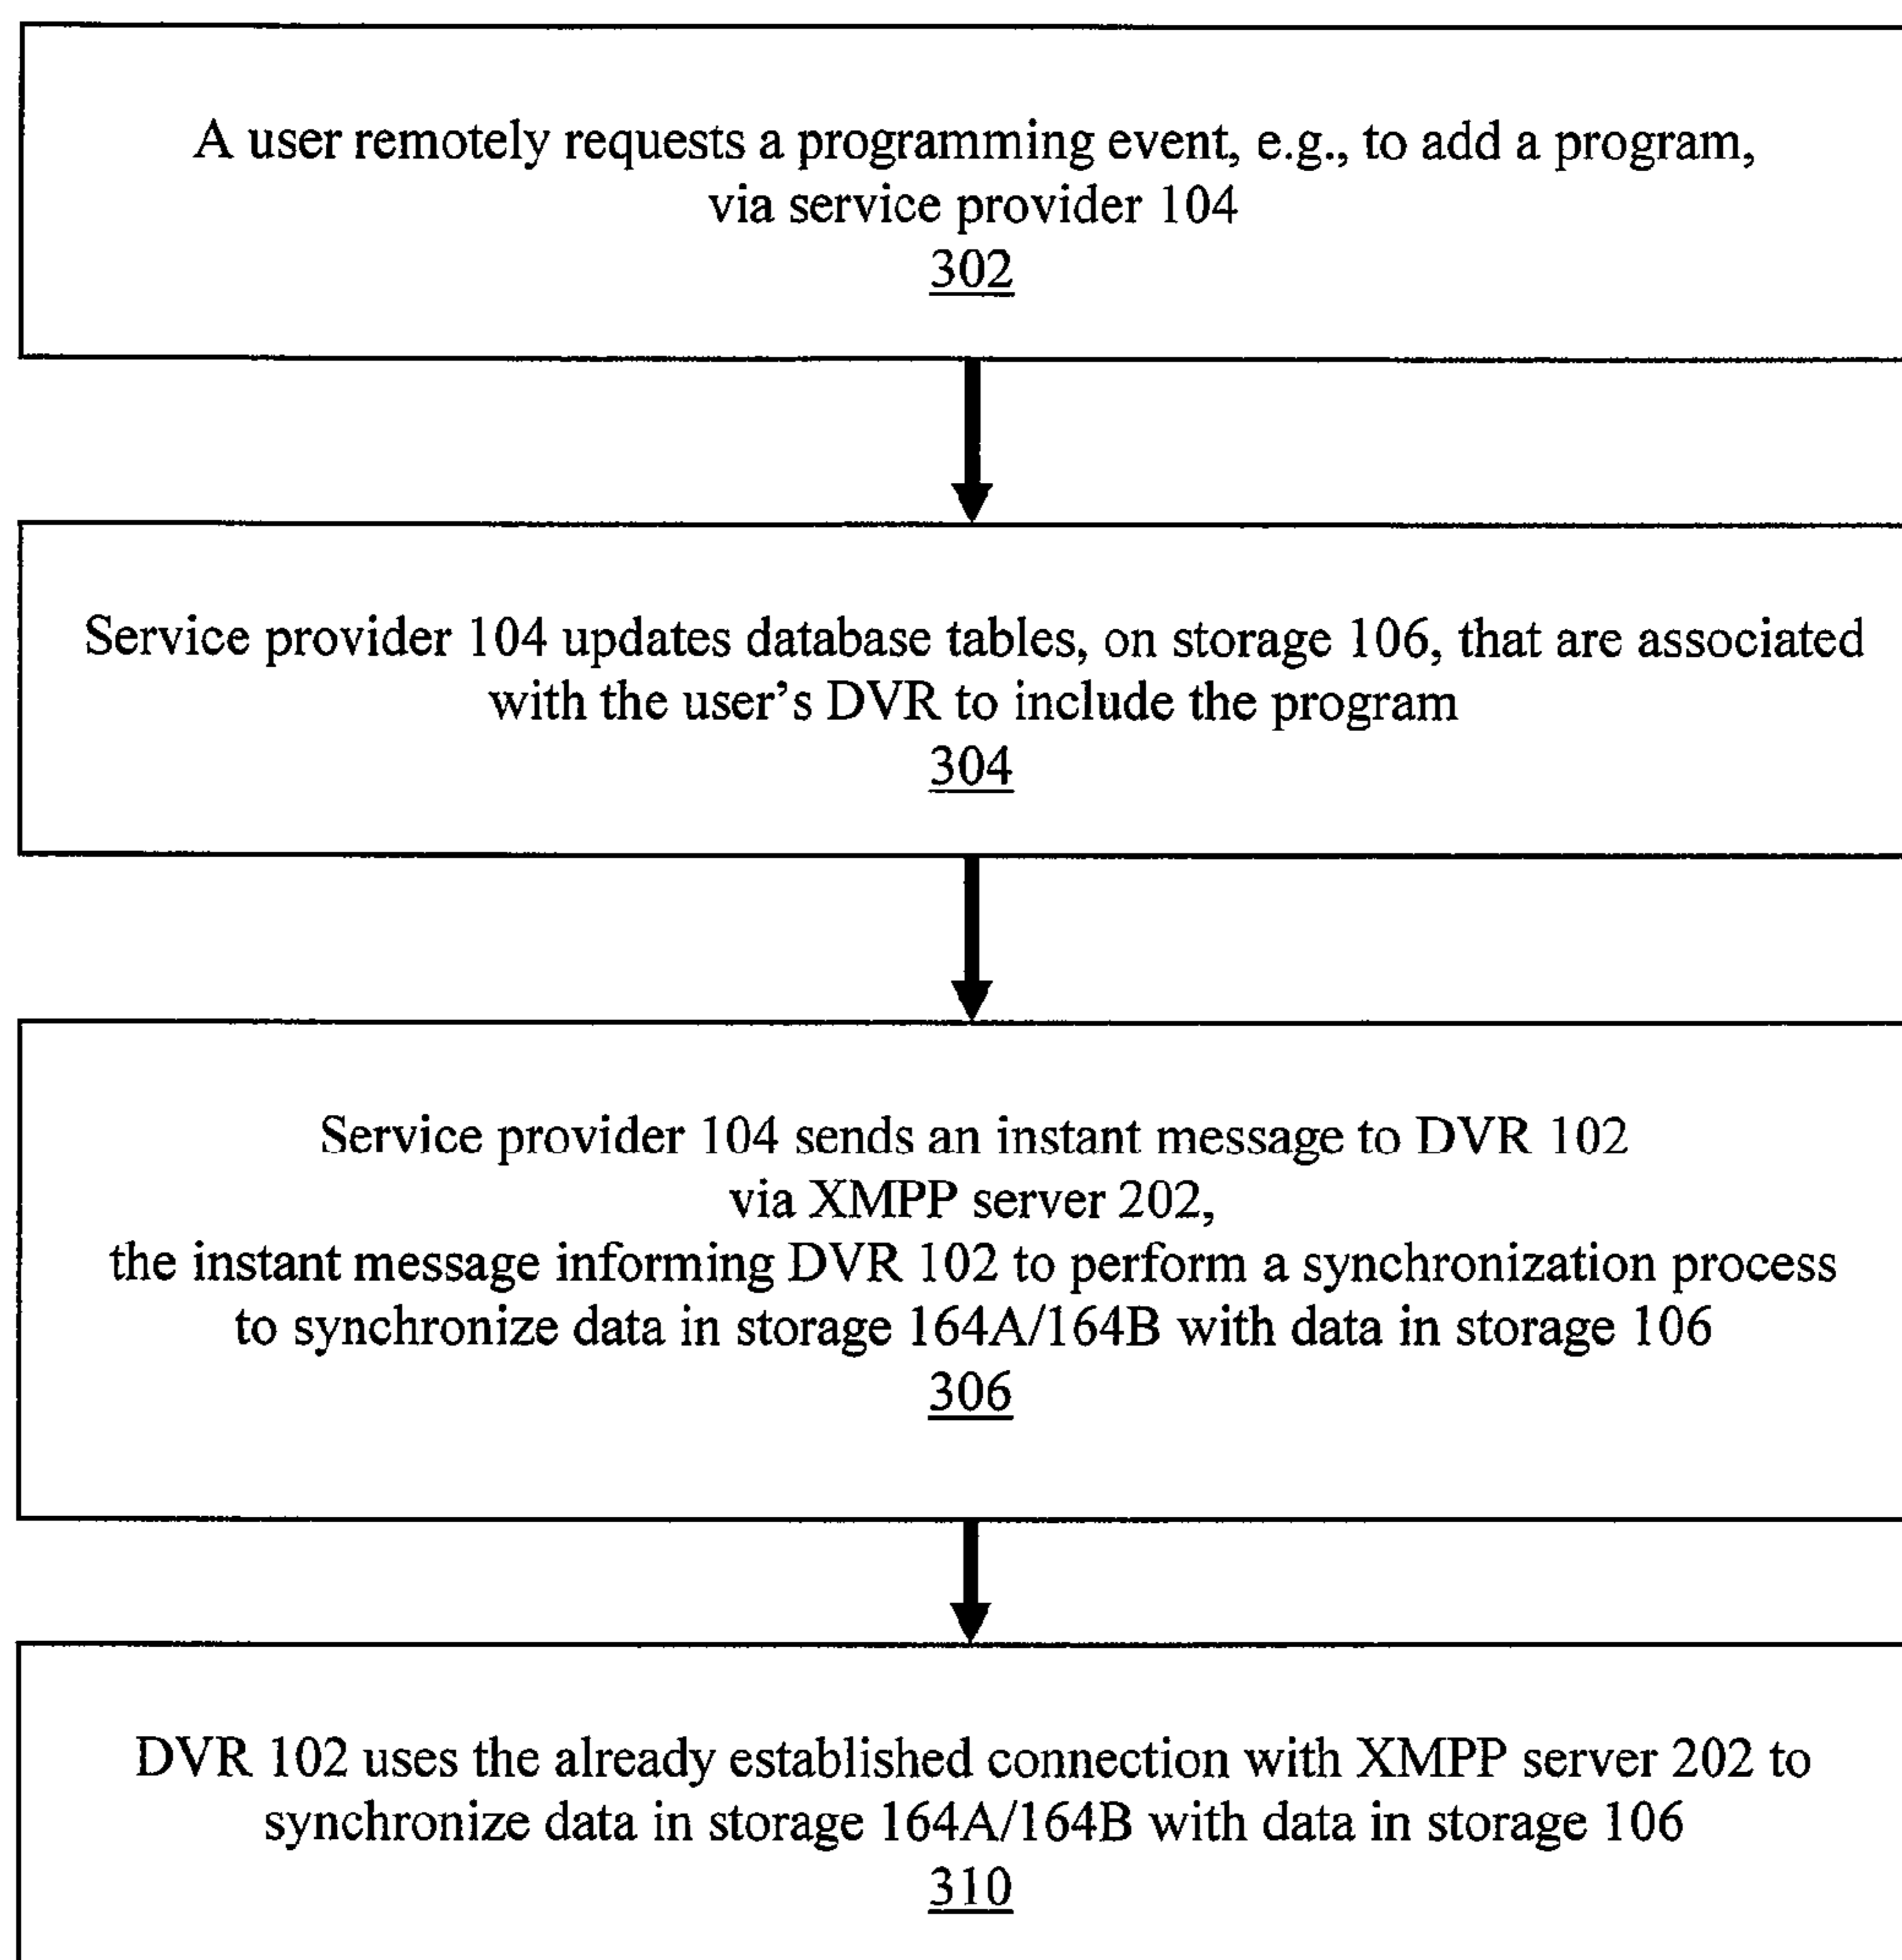 A user remotely requests a programming event, e.g., to add a program,
via service provider 104
302
Service provider 104 updates database tables, on storage 106, that are associated
with the user's DVR to include the program
304
Service provider 104 sends an instant message to DVR 102
via XMPP server 202,
the instant message informing DVR 102 to perform a synchronization process
to synchronize data in storage 164A/164B with data in storage 106
306
DVR 102 uses the already established connection with XMPP server 202 to
synchronize data in storage 164A/164B with data in storage 106
310